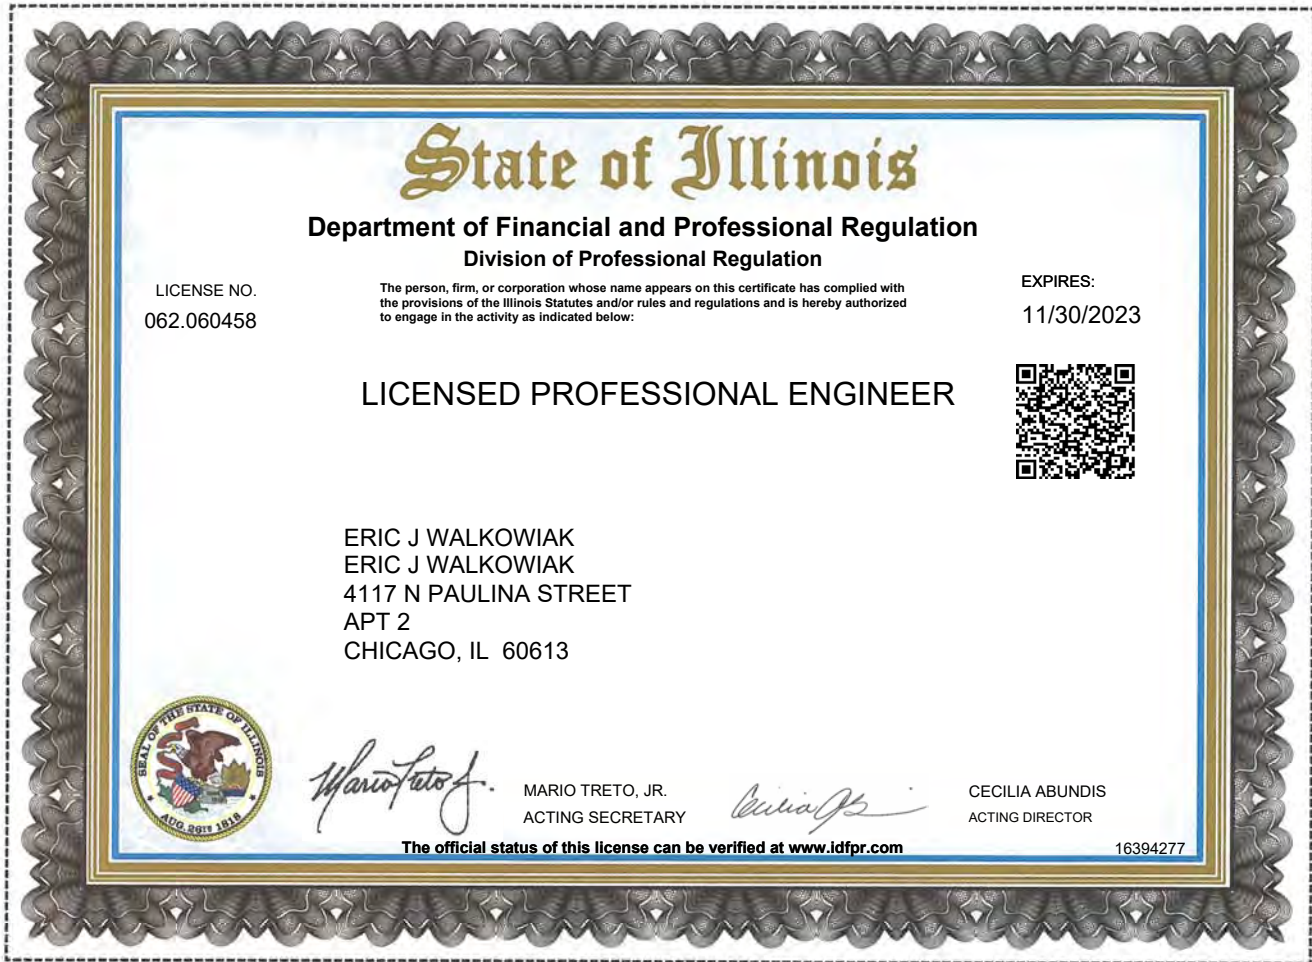 State of Illinois
Department of Financial and Professional Regulation
Division of Professional Regulation
LICENSE NO.
062.060458
The person, firm, or corporation whose name appears on this certificate has complied with
the provisions of the Illinois Statutes and/or rules and regulations and is hereby authorized
to engage in the activity as indicated below:
EXPIRES:
11/30/2023
LICENSED PROFESSIONAL ENGINEER
ERIC J WALKOWIAK
ERIC J WALKOWIAK
4117 N PAULINA STREET
APT 2
CHICAGO, IL  60613
SEAL OF THE STATE OF ILLINOIS
AUG. 26TH 1818
Mario Treto Jr.
MARIO TRETO, JR.
ACTING SECRETARY
Cecilia
CECILIA ABUNDIS
ACTING DIRECTOR
The official status of this license can be verified at www.idfpr.com
16394277